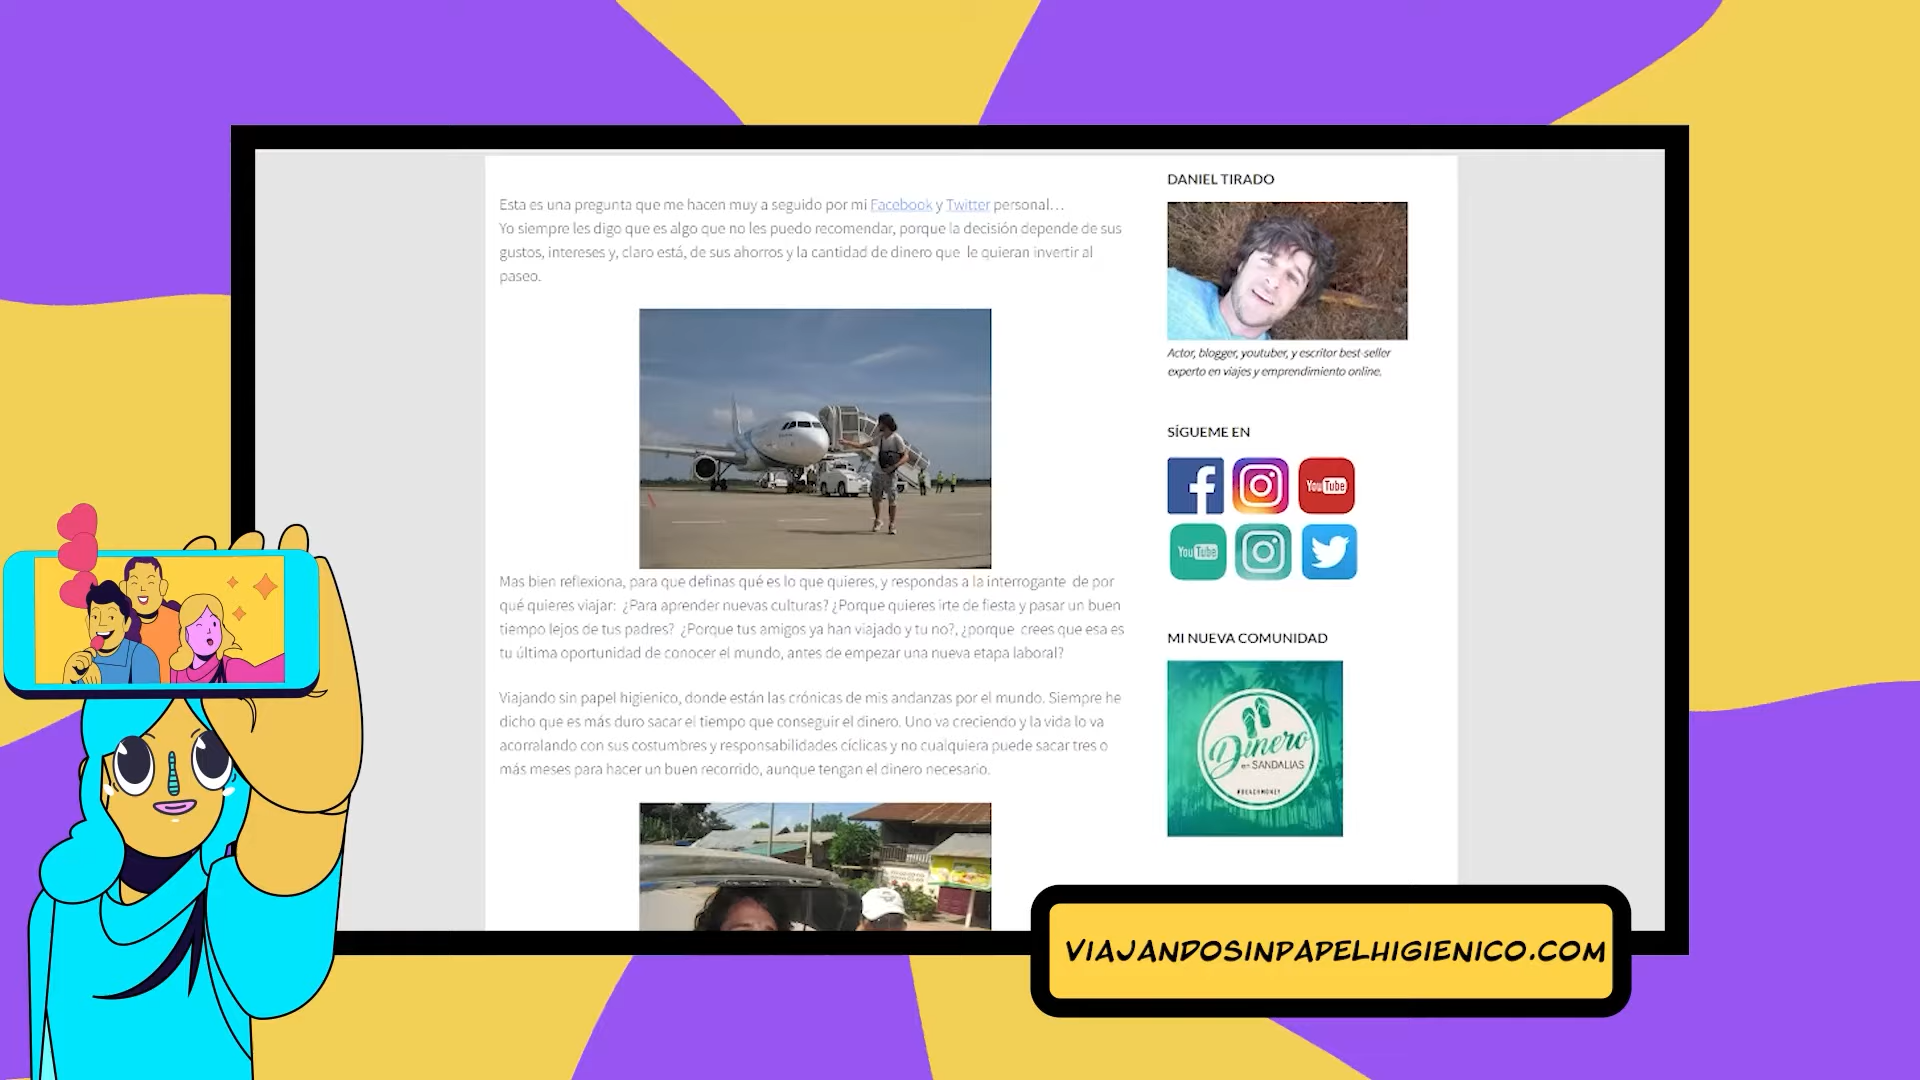 Esta es una pregunta que me hacen muy a seguido por mi Facebook y Twitter personal…
Yo siempre les digo que es algo que no les puedo recomendar, porque la decisión depende de sus
gustos, intereses y, claro está, de sus ahorros y la cantidad de dinero que le quieran invertir al
paseo.
Mas bien reflexiona, para que definas qué es lo que quieres, y respondas a la interrogante de por
qué quieres viajar: ¿Para aprender nuevas culturas? ¿Porque quieres irte de fiesta y pasar un buen
tiempo lejos de tus padres? ¿Porque tus amigos ya han viajado y tu no?, ¿porque crees que esa es
tu última oportunidad de conocer el mundo, antes de empezar una nueva etapa laboral?
Viajando sin papel higienico, donde están las crónicas de mis andanzas por el mundo. Siempre he
dicho que es más duro sacar el tiempo que conseguir el dinero. Uno va creciendo y la vida lo va
acorralando con sus costumbres y responsabilidades cíclicas y no cualquiera puede sacar tres o
más meses para hacer un buen recorrido, aunque tengan el dinero necesario.
DANIEL TIRADO
Actor, blogger, youtuber, y escritor best-seller
experto en viajes y emprendimiento online.
SÍGUEME EN
YouTube
YouTube
MI NUEVA COMUNIDAD
Dinero
en SANDALIAS
#BEACHMONEY
VIAJANDOSINPAPELHIGIENICO.COM